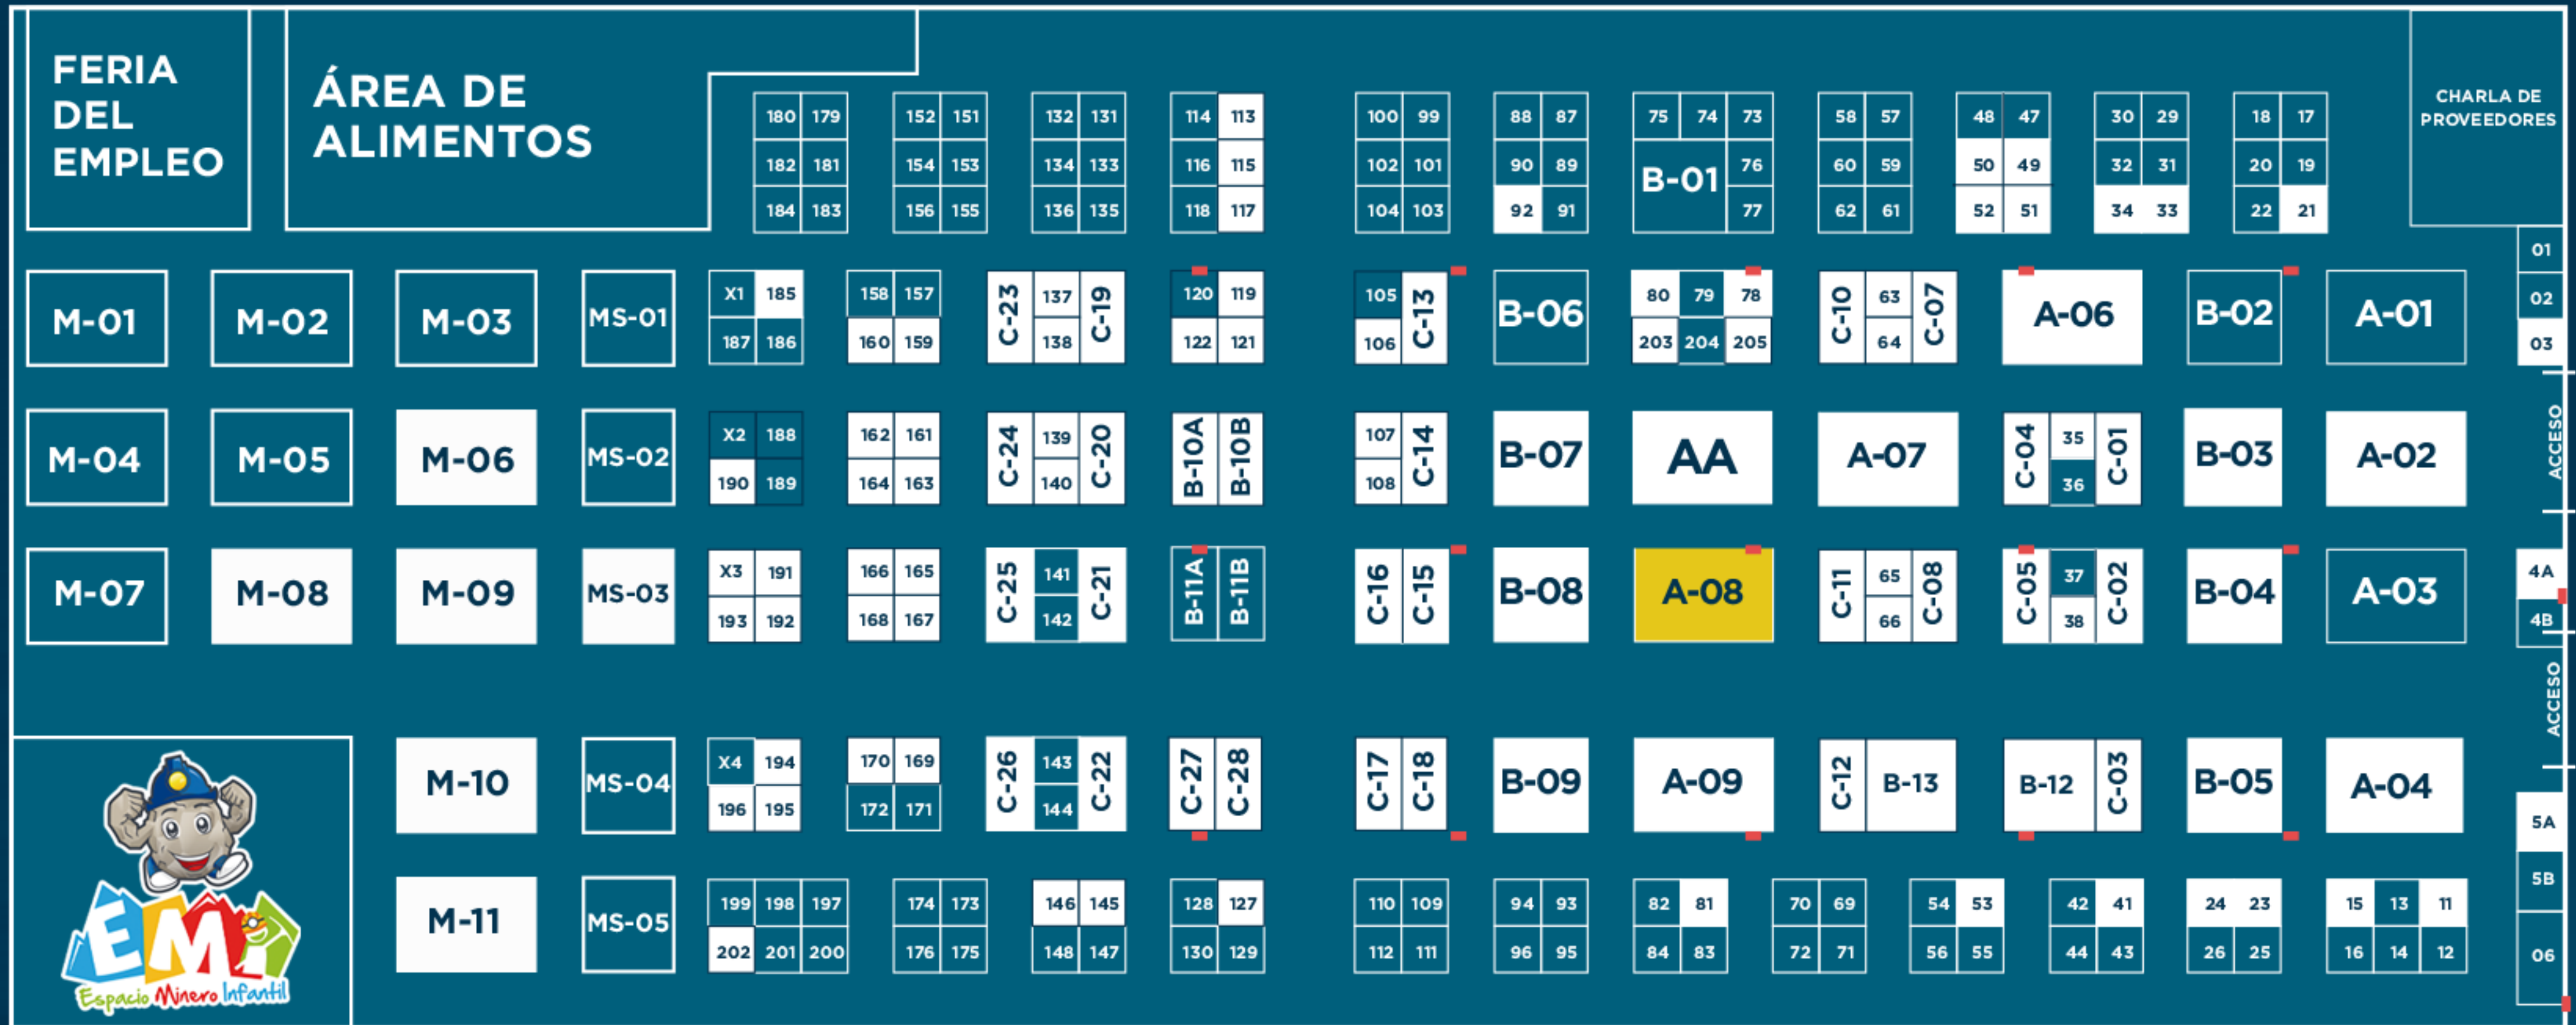 FERIA
DEL
EMPLEO
ÁREA DE
ALIMENTOS
CHARLA DE
PROVEEDORES
180 179 152 151 132 131 114 113 100 99 88 87 75 74 73 58 57 48 47 30 29 18 17
182 181 154 153 134 133 116 115 102 101 90 89 B-01 76 60 59 50 49 32 31 20 19
184 183 156 155 136 135 118 117 104 103 92 91 77 62 61 52 51 34 33 22 21
01
02
03
M-01 M-02 M-03 MS-01
X1 185 158 157 C-23 137 C-19 120 119 105 C-13 B-06 80 79 78 C-10 63 C-07 A-06 B-02 A-01
187 186 160 159 138 122 121 106 203 204 205 64
ACCESO
M-04 M-05 M-06 MS-02
X2 188 162 161 C-24 139 C-20 B-10A B-10B 107 C-14 B-07 AA A-07 C-04 35 C-01 B-03 A-02
190 189 164 163 140 108 36
M-07 M-08 M-09 MS-03
X3 191 166 165 C-25 141 C-21 B-11A B-11B C-16 C-15 B-08 A-08 C-11 65 C-08 C-05 37 C-02 B-04 A-03
193 192 168 167 142 66 38
4A
4B
ACCESO
M-10 MS-04
X4 194 170 169 C-26 143 C-22 C-27 C-28 C-17 C-18 B-09 A-09 C-12 B-13 B-12 C-03 B-05 A-04
196 195 172 171 144
5A
5B
06
M-11 MS-05
199 198 197 174 173 146 145 128 127 110 109 94 93 82 81 70 69 54 53 42 41 24 23 15 13 11
202 201 200 176 175 148 147 130 129 112 111 96 95 84 83 72 71 56 55 44 43 26 25 16 14 12
EMi
Espacio Minero Infantil